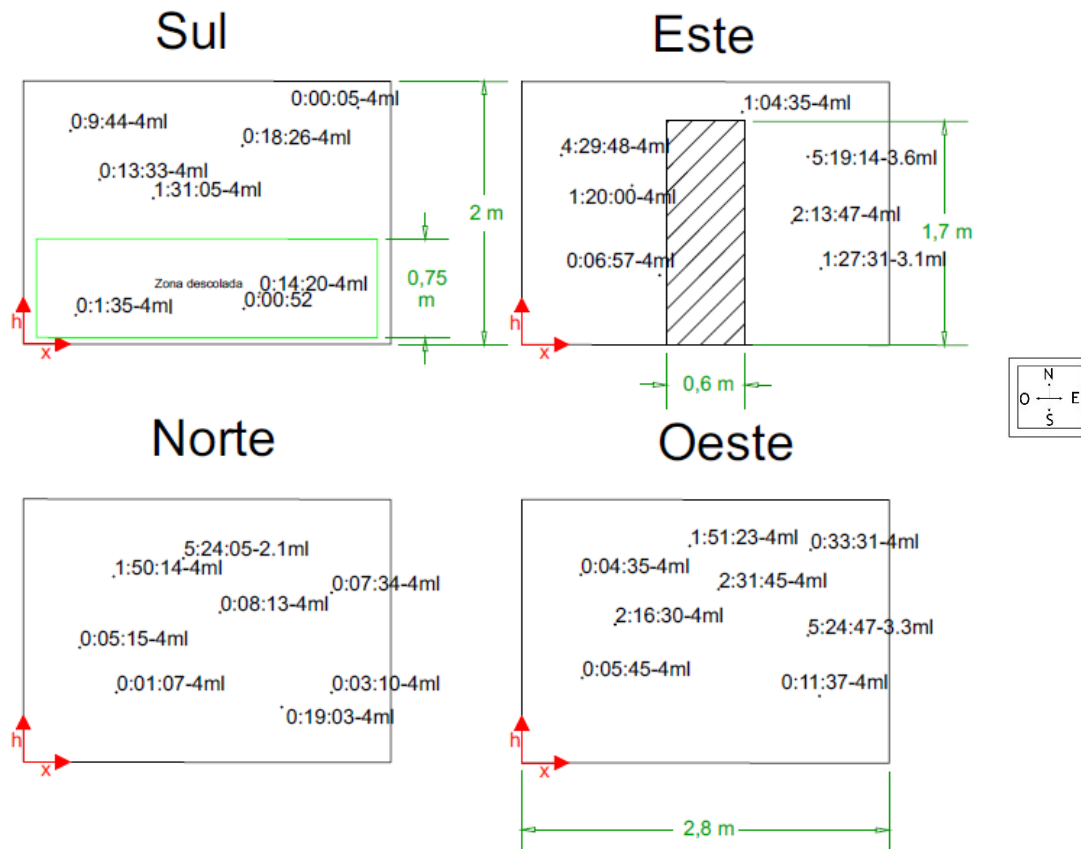 Sul
0:00:05-4ml
0:9:44-4ml
0:18:26-4ml
0:13:33-4ml
1:31:05-4ml
2 m
Zona descolada
0:14:20-4ml
0:1:35-4ml
0:00:52
0,75
m
h
x
Este
1:04:35-4ml
4:29:48-4ml
5:19:14-3.6ml
1:20:00-4ml
2:13:47-4ml
1,7 m
0:06:57-4ml
1:27:31-3.1ml
h
x
0,6 m
N
O
E
S
Norte
5:24:05-2.1ml
1:50:14-4ml
0:07:34-4ml
0:08:13-4ml
0:05:15-4ml
0:01:07-4ml
0:03:10-4ml
0:19:03-4ml
h
x
Oeste
1:51:23-4ml
0:33:31-4ml
0:04:35-4ml
2:31:45-4ml
2:16:30-4ml
5:24:47-3.3ml
0:05:45-4ml
0:11:37-4ml
h
x
2,8 m